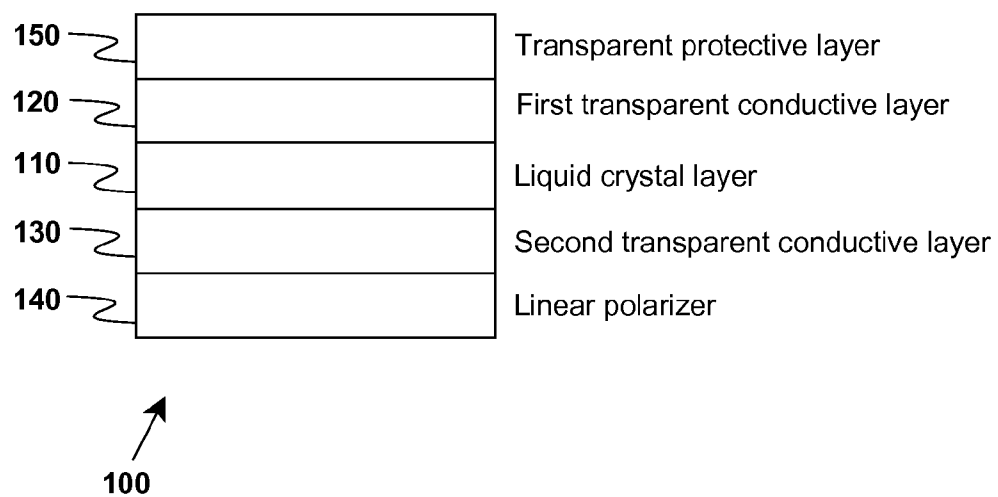 150 Transparent protective layer
120 First transparent conductive layer
110 Liquid crystal layer
130 Second transparent conductive layer
140 Linear polarizer
100